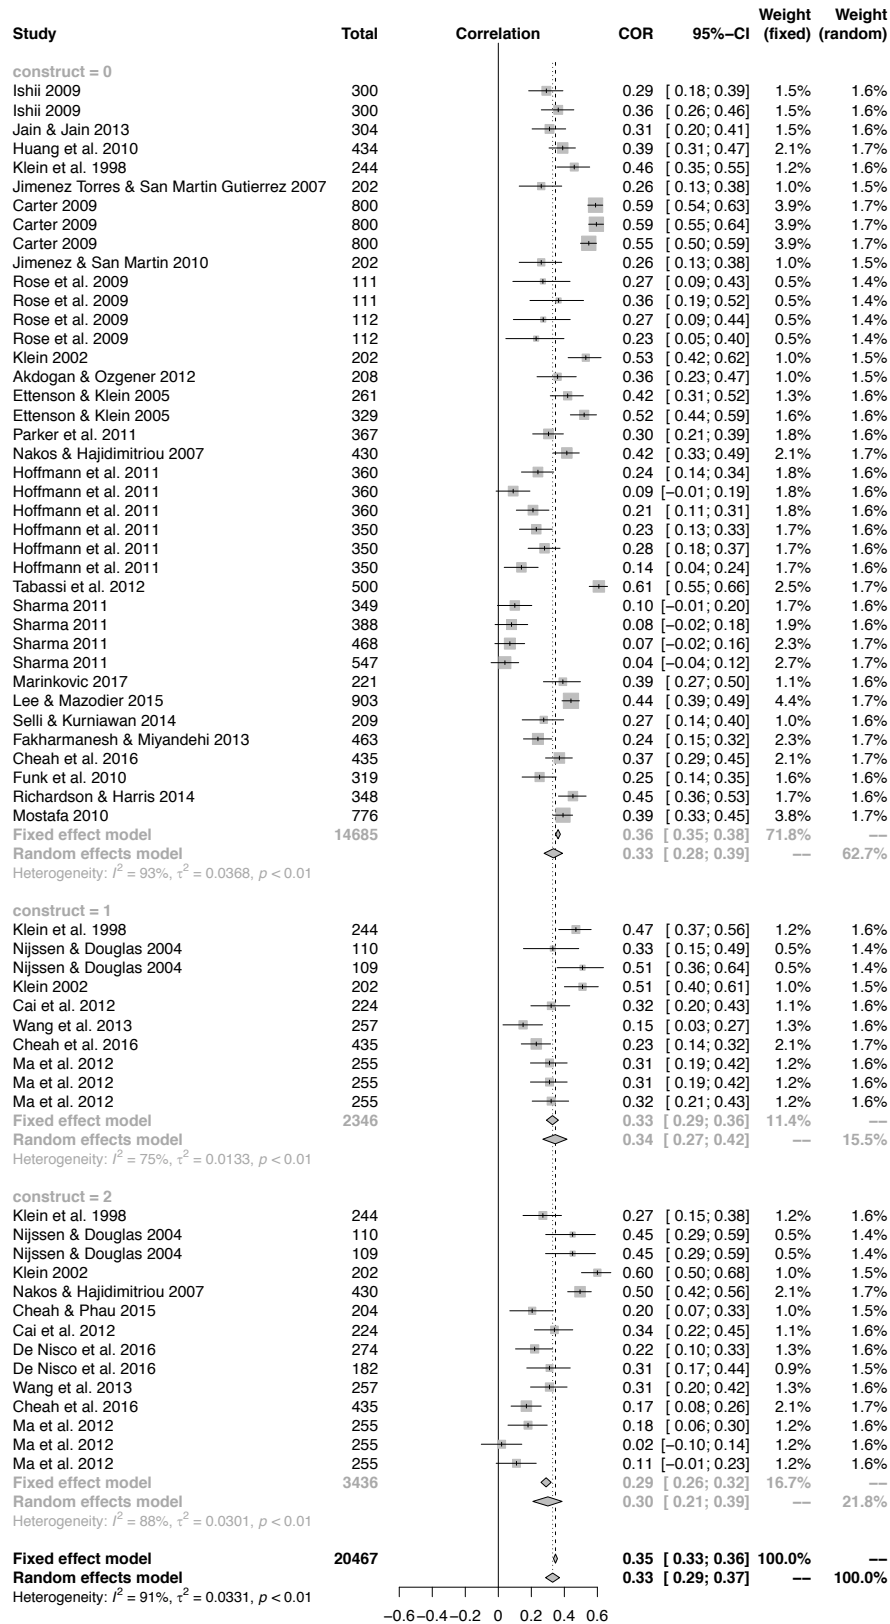 Weight Weight
Study Total Correlation COR 95%−CI (fixed) (random)
construct = 0
Ishii 2009 300 0.29 [ 0.18; 0.39] 1.5% 1.6%
Ishii 2009 300 0.36 [ 0.26; 0.46] 1.5% 1.6%
Jain & Jain 2013 304 0.31 [ 0.20; 0.41] 1.5% 1.6%
Huang et al. 2010 434 0.39 [ 0.31; 0.47] 2.1% 1.7%
Klein et al. 1998 244 0.46 [ 0.35; 0.55] 1.2% 1.6%
Jimenez Torres & San Martin Gutierrez 2007 202 0.26 [ 0.13; 0.38] 1.0% 1.5%
Carter 2009 800 0.59 [ 0.54; 0.63] 3.9% 1.7%
Carter 2009 800 0.59 [ 0.55; 0.64] 3.9% 1.7%
Carter 2009 800 0.55 [ 0.50; 0.59] 3.9% 1.7%
Jimenez & San Martin 2010 202 0.26 [ 0.13; 0.38] 1.0% 1.5%
Rose et al. 2009 111 0.27 [ 0.09; 0.43] 0.5% 1.4%
Rose et al. 2009 111 0.36 [ 0.19; 0.52] 0.5% 1.4%
Rose et al. 2009 112 0.27 [ 0.09; 0.44] 0.5% 1.4%
Rose et al. 2009 112 0.23 [ 0.05; 0.40] 0.5% 1.4%
Klein 2002 202 0.53 [ 0.42; 0.62] 1.0% 1.5%
Akdogan & Ozgener 2012 208 0.36 [ 0.23; 0.47] 1.0% 1.5%
Ettenson & Klein 2005 261 0.42 [ 0.31; 0.52] 1.3% 1.6%
Ettenson & Klein 2005 329 0.52 [ 0.44; 0.59] 1.6% 1.6%
Parker et al. 2011 367 0.30 [ 0.21; 0.39] 1.8% 1.6%
Nakos & Hajidimitriou 2007 430 0.42 [ 0.33; 0.49] 2.1% 1.7%
Hoffmann et al. 2011 360 0.24 [ 0.14; 0.34] 1.8% 1.6%
Hoffmann et al. 2011 360 0.09 [−0.01; 0.19] 1.8% 1.6%
Hoffmann et al. 2011 360 0.21 [ 0.11; 0.31] 1.8% 1.6%
Hoffmann et al. 2011 350 0.23 [ 0.13; 0.33] 1.7% 1.6%
Hoffmann et al. 2011 350 0.28 [ 0.18; 0.37] 1.7% 1.6%
Hoffmann et al. 2011 350 0.14 [ 0.04; 0.24] 1.7% 1.6%
Tabassi et al. 2012 500 0.61 [ 0.55; 0.66] 2.5% 1.7%
Sharma 2011 349 0.10 [−0.01; 0.20] 1.7% 1.6%
Sharma 2011 388 0.08 [−0.02; 0.18] 1.9% 1.6%
Sharma 2011 468 0.07 [−0.02; 0.16] 2.3% 1.7%
Sharma 2011 547 0.04 [−0.04; 0.12] 2.7% 1.7%
Marinkovic 2017 221 0.39 [ 0.27; 0.50] 1.1% 1.6%
Lee & Mazodier 2015 903 0.44 [ 0.39; 0.49] 4.4% 1.7%
Selli & Kurniawan 2014 209 0.27 [ 0.14; 0.40] 1.0% 1.6%
Fakharmanesh & Miyandehi 2013 463 0.24 [ 0.15; 0.32] 2.3% 1.7%
Cheah et al. 2016 435 0.37 [ 0.29; 0.45] 2.1% 1.7%
Funk et al. 2010 319 0.25 [ 0.14; 0.35] 1.6% 1.6%
Richardson & Harris 2014 348 0.45 [ 0.36; 0.53] 1.7% 1.6%
Mostafa 2010 776 0.39 [ 0.33; 0.45] 3.8% 1.7%
Fixed effect model 14685 0.36 [ 0.35; 0.38] 71.8% −−
Random effects model 0.33 [ 0.28; 0.39] −− 62.7%
Heterogeneity: I² = 93%, τ² = 0.0368, p < 0.01
construct = 1
Klein et al. 1998 244 0.47 [ 0.37; 0.56] 1.2% 1.6%
Nijssen & Douglas 2004 110 0.33 [ 0.15; 0.49] 0.5% 1.4%
Nijssen & Douglas 2004 109 0.51 [ 0.36; 0.64] 0.5% 1.4%
Klein 2002 202 0.51 [ 0.40; 0.61] 1.0% 1.5%
Cai et al. 2012 224 0.32 [ 0.20; 0.43] 1.1% 1.6%
Wang et al. 2013 257 0.15 [ 0.03; 0.27] 1.3% 1.6%
Cheah et al. 2016 435 0.23 [ 0.14; 0.32] 2.1% 1.7%
Ma et al. 2012 255 0.31 [ 0.19; 0.42] 1.2% 1.6%
Ma et al. 2012 255 0.31 [ 0.19; 0.42] 1.2% 1.6%
Ma et al. 2012 255 0.32 [ 0.21; 0.43] 1.2% 1.6%
Fixed effect model 2346 0.33 [ 0.29; 0.36] 11.4% −−
Random effects model 0.34 [ 0.27; 0.42] −− 15.5%
Heterogeneity: I² = 75%, τ² = 0.0133, p < 0.01
construct = 2
Klein et al. 1998 244 0.27 [ 0.15; 0.38] 1.2% 1.6%
Nijssen & Douglas 2004 110 0.45 [ 0.29; 0.59] 0.5% 1.4%
Nijssen & Douglas 2004 109 0.45 [ 0.29; 0.59] 0.5% 1.4%
Klein 2002 202 0.60 [ 0.50; 0.68] 1.0% 1.5%
Nakos & Hajidimitriou 2007 430 0.50 [ 0.42; 0.56] 2.1% 1.7%
Cheah & Phau 2015 204 0.20 [ 0.07; 0.33] 1.0% 1.5%
Cai et al. 2012 224 0.34 [ 0.22; 0.45] 1.1% 1.6%
De Nisco et al. 2016 274 0.22 [ 0.10; 0.33] 1.3% 1.6%
De Nisco et al. 2016 182 0.31 [ 0.17; 0.44] 0.9% 1.5%
Wang et al. 2013 257 0.31 [ 0.20; 0.42] 1.3% 1.6%
Cheah et al. 2016 435 0.17 [ 0.08; 0.26] 2.1% 1.7%
Ma et al. 2012 255 0.18 [ 0.06; 0.30] 1.2% 1.6%
Ma et al. 2012 255 0.02 [−0.10; 0.14] 1.2% 1.6%
Ma et al. 2012 255 0.11 [−0.01; 0.23] 1.2% 1.6%
Fixed effect model 3436 0.29 [ 0.26; 0.32] 16.7% −−
Random effects model 0.30 [ 0.21; 0.39] −− 21.8%
Heterogeneity: I² = 88%, τ² = 0.0301, p < 0.01
Fixed effect model 20467 0.35 [ 0.33; 0.36] 100.0% −−
Random effects model 0.33 [ 0.29; 0.37] −− 100.0%
Heterogeneity: I² = 91%, τ² = 0.0331, p < 0.01
−0.6 −0.4 −0.2 0 0.2 0.4 0.6